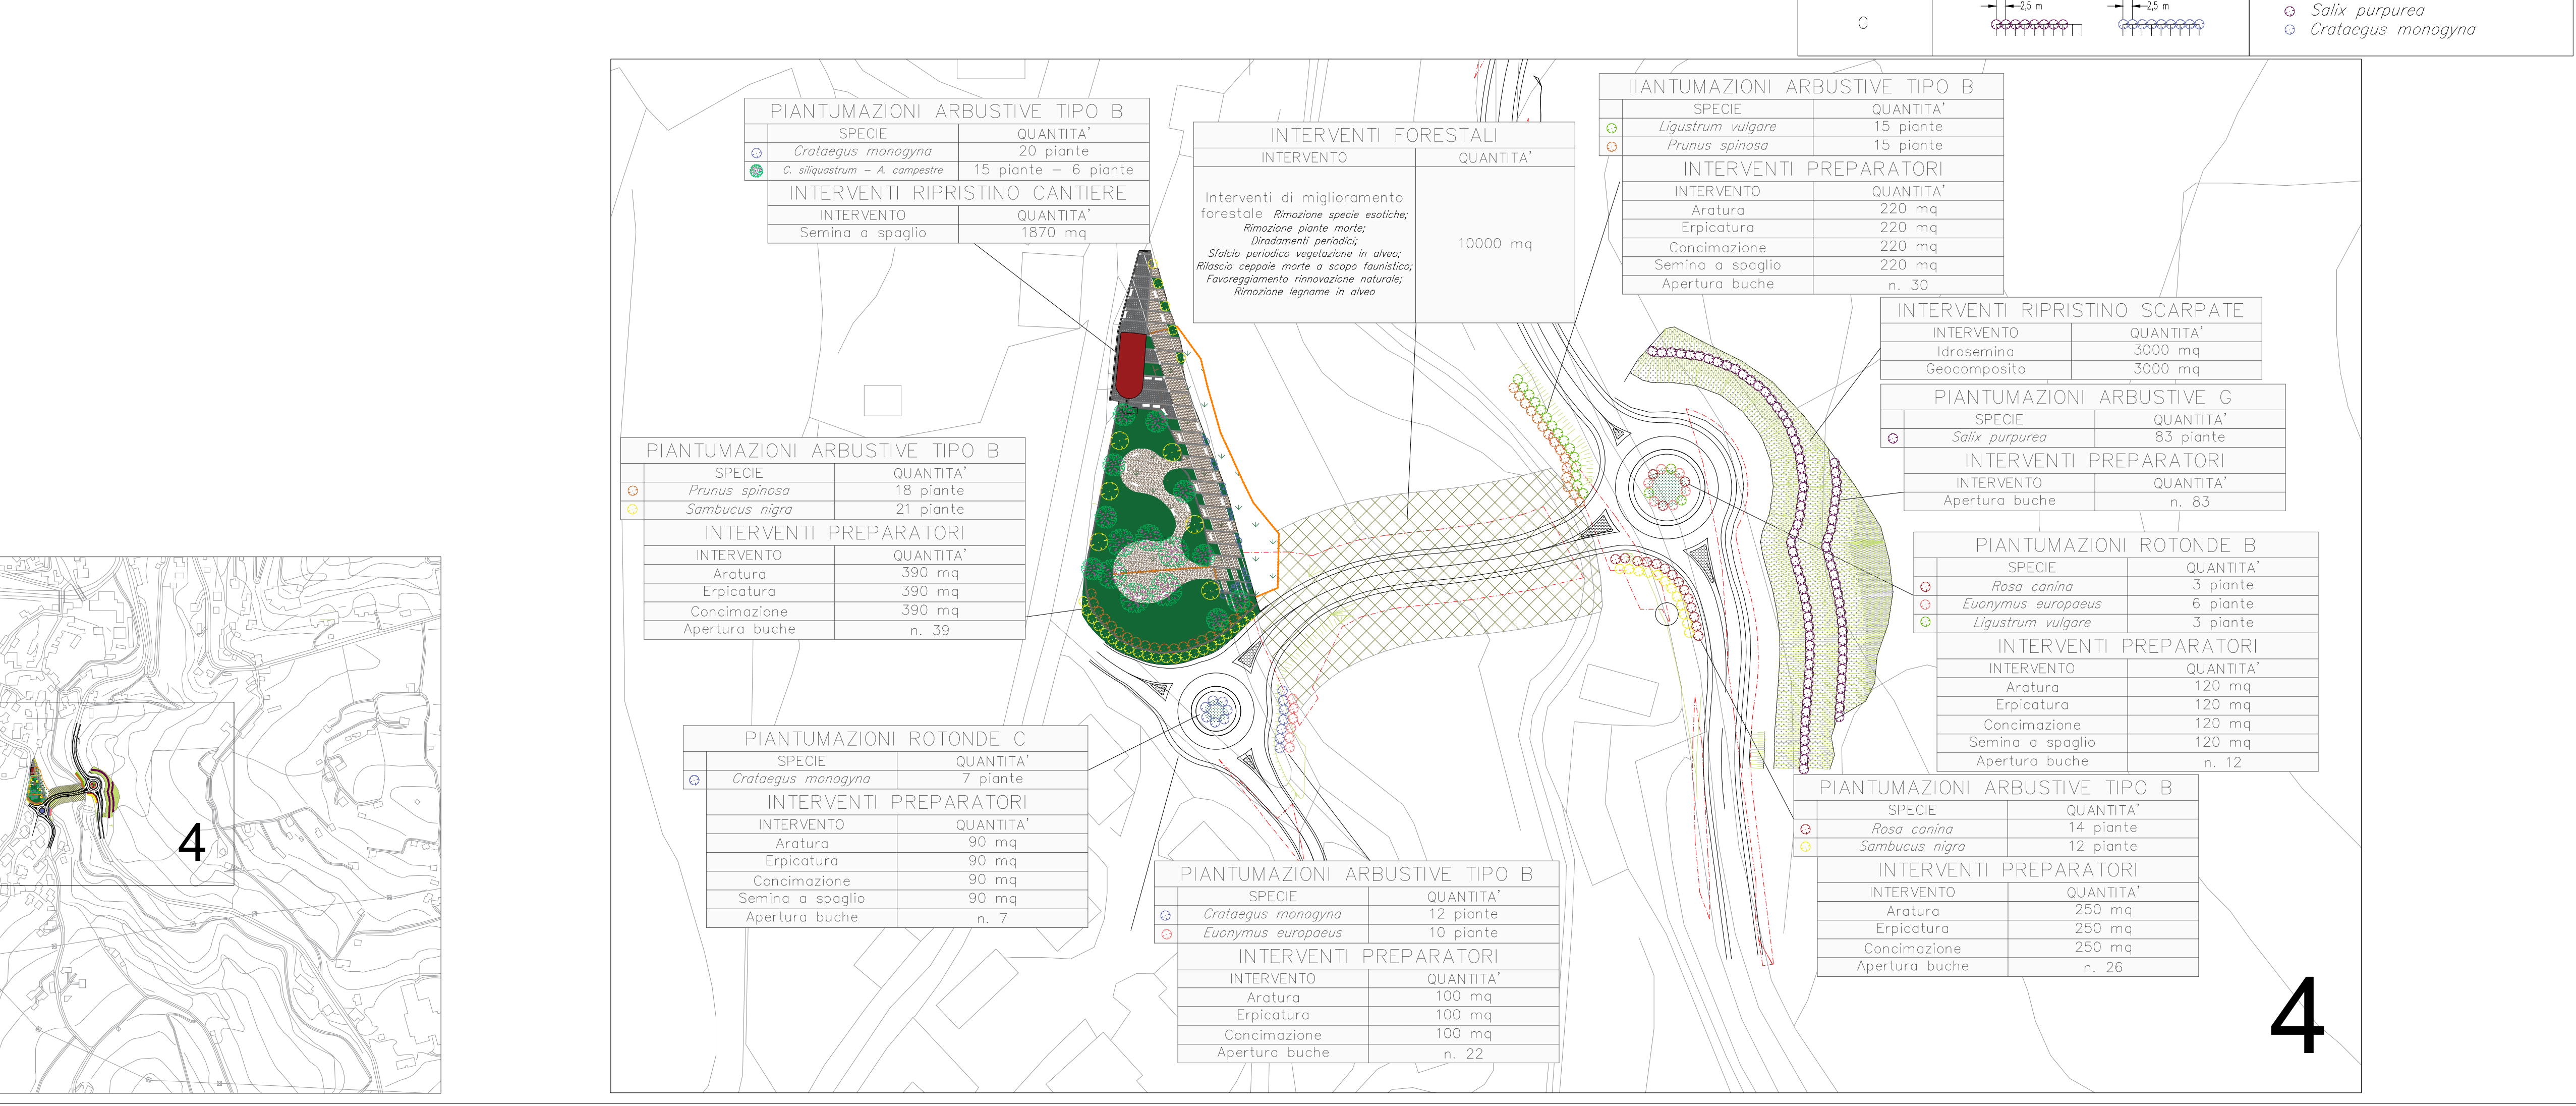 G
2,5 m
2,5 m
Salix purpurea
Crataegus monogyna
PIANTUMAZIONI ARBUSTIVE TIPO B
SPECIE QUANTITA'
Crataegus monogyna 20 piante
C. siliquastrum - A. campestre 15 piante - 6 piante
INTERVENTI RIPRISTINO CANTIERE
INTERVENTO QUANTITA'
Semina a spaglio 1870 mq
INTERVENTI FORESTALI
INTERVENTO QUANTITA'
Interventi di miglioramento
forestale Rimozione specie esotiche;
Rimozione piante morte;
Diradamenti periodici;
Sfalcio periodico vegetazione in alveo;
Rilascio ceppaie morte a scopo faunistico;
Favoreggiamento rinnovazione naturale;
Rimozione legname in alveo
10000 mq
IIANTUMAZIONI ARBUSTIVE TIPO B
SPECIE QUANTITA'
Ligustrum vulgare 15 piante
Prunus spinosa 15 piante
INTERVENTI PREPARATORI
INTERVENTO QUANTITA'
Aratura 220 mq
Erpicatura 220 mq
Concimazione 220 mq
Semina a spaglio 220 mq
Apertura buche n. 30
INTERVENTI RIPRISTINO SCARPATE
INTERVENTO QUANTITA'
Idrosemina 3000 mq
Geocomposito 3000 mq
PIANTUMAZIONI ARBUSTIVE G
SPECIE QUANTITA'
Salix purpurea 83 piante
INTERVENTI PREPARATORI
INTERVENTO QUANTITA'
Apertura buche n. 83
PIANTUMAZIONI ARBUSTIVE TIPO B
SPECIE QUANTITA'
Prunus spinosa 18 piante
Sambucus nigra 21 piante
INTERVENTI PREPARATORI
INTERVENTO QUANTITA'
Aratura 390 mq
Erpicatura 390 mq
Concimazione 390 mq
Apertura buche n. 39
PIANTUMAZIONI ROTONDE B
SPECIE QUANTITA'
Rosa canina 3 piante
Euonymus europaeus 6 piante
Ligustrum vulgare 3 piante
INTERVENTI PREPARATORI
INTERVENTO QUANTITA'
Aratura 120 mq
Erpicatura 120 mq
Concimazione 120 mq
Semina a spaglio 120 mq
Apertura buche n. 12
PIANTUMAZIONI ROTONDE C
SPECIE QUANTITA'
Crataegus monogyna 7 piante
INTERVENTI PREPARATORI
INTERVENTO QUANTITA'
Aratura 90 mq
Erpicatura 90 mq
Concimazione 90 mq
Semina a spaglio 90 mq
Apertura buche n. 7
PIANTUMAZIONI ARBUSTIVE TIPO B
SPECIE QUANTITA'
Rosa canina 14 piante
Sambucus nigra 12 piante
INTERVENTI PREPARATORI
INTERVENTO QUANTITA'
Aratura 250 mq
Erpicatura 250 mq
Concimazione 250 mq
Apertura buche n. 26
PIANTUMAZIONI ARBUSTIVE TIPO B
SPECIE QUANTITA'
Crataegus monogyna 12 piante
Euonymus europaeus 10 piante
INTERVENTI PREPARATORI
INTERVENTO QUANTITA'
Aratura 100 mq
Erpicatura 100 mq
Concimazione 100 mq
Apertura buche n. 22
4
4